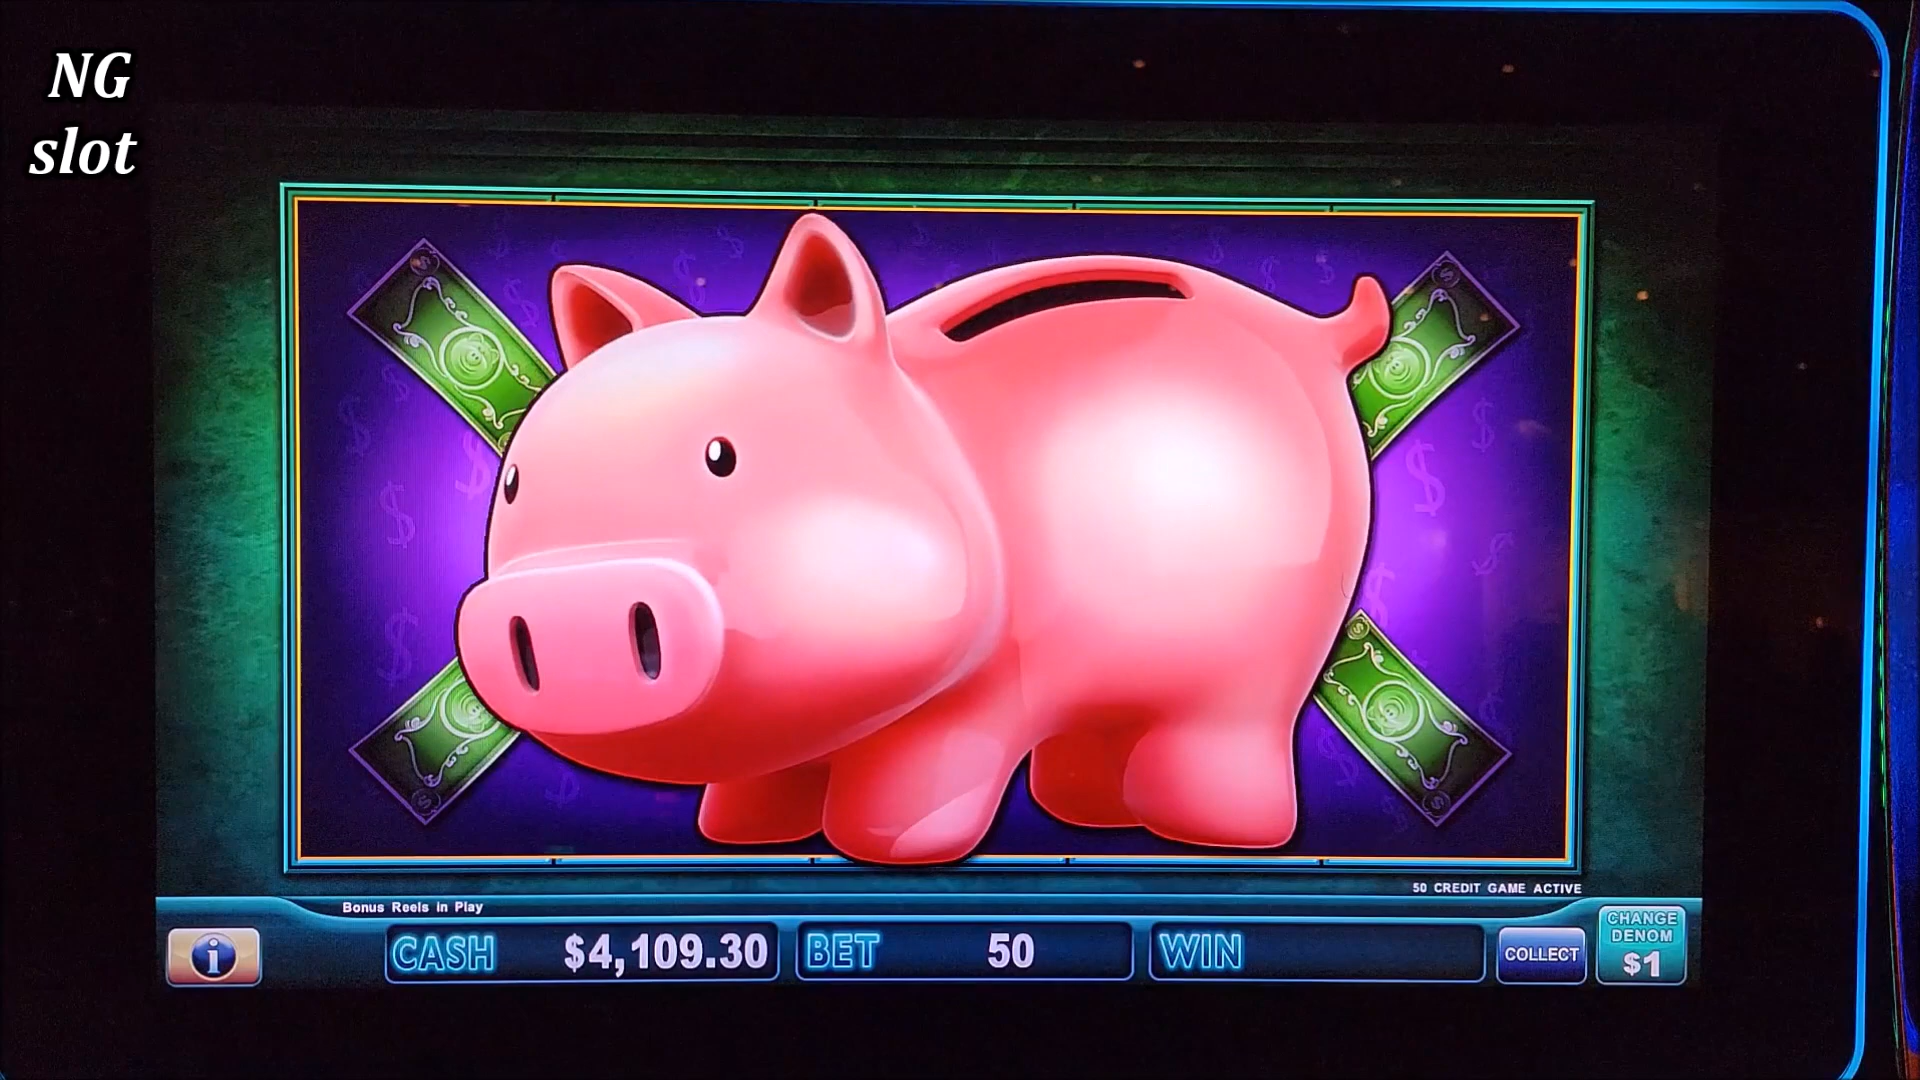 NG
slot
50 CREDIT GAME ACTIVE
Bonus Reels in Play
CASH $4,109.30
BET 50
WIN
COLLECT
CHANGE
DENOM
$1